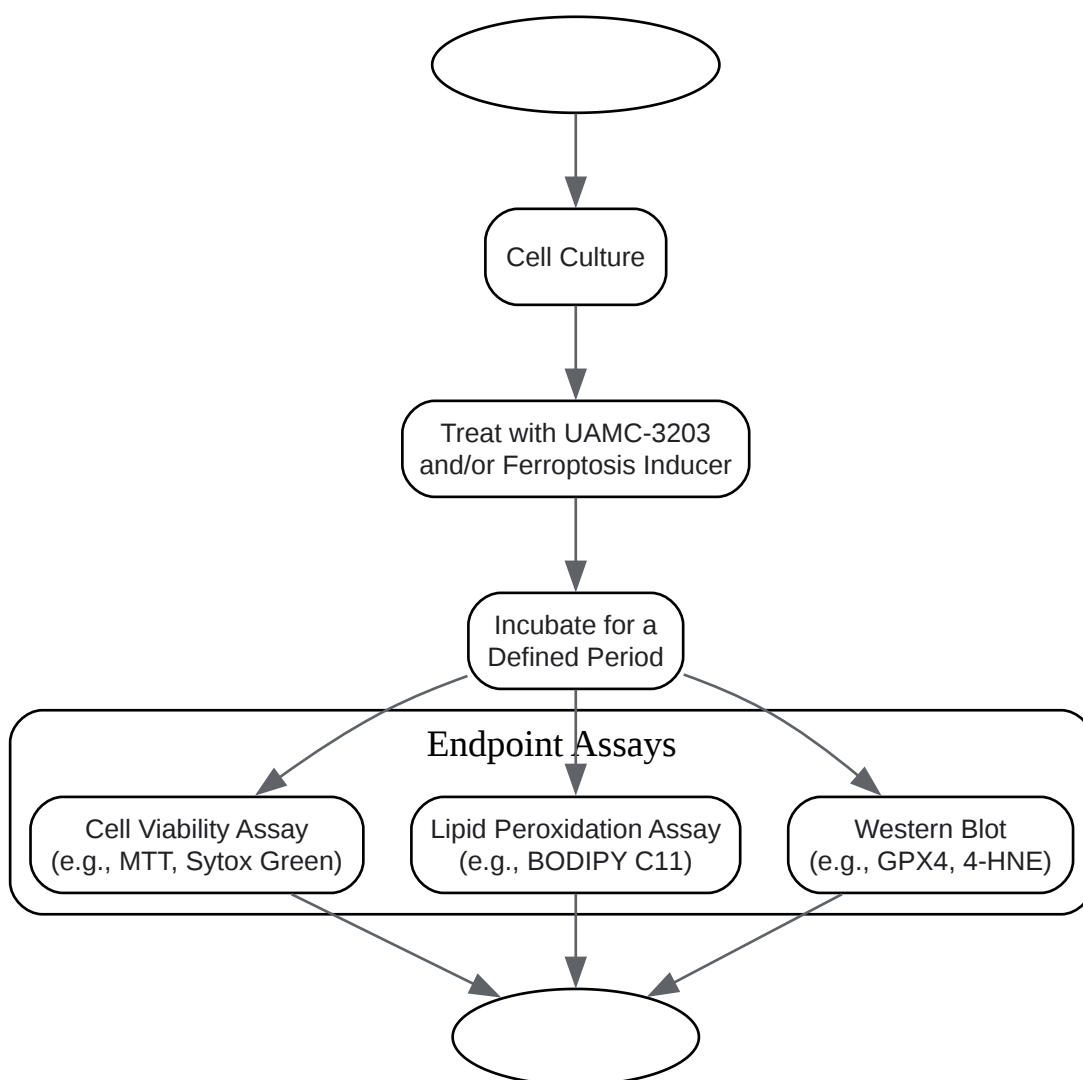 Cell Culture
Treat with UAMC-3203
and/or Ferroptosis Inducer
Incubate for a
Defined Period
Endpoint Assays
Cell Viability Assay
(e.g., MTT, Sytox Green)
Lipid Peroxidation Assay
(e.g., BODIPY C11)
Western Blot
(e.g., GPX4, 4-HNE)